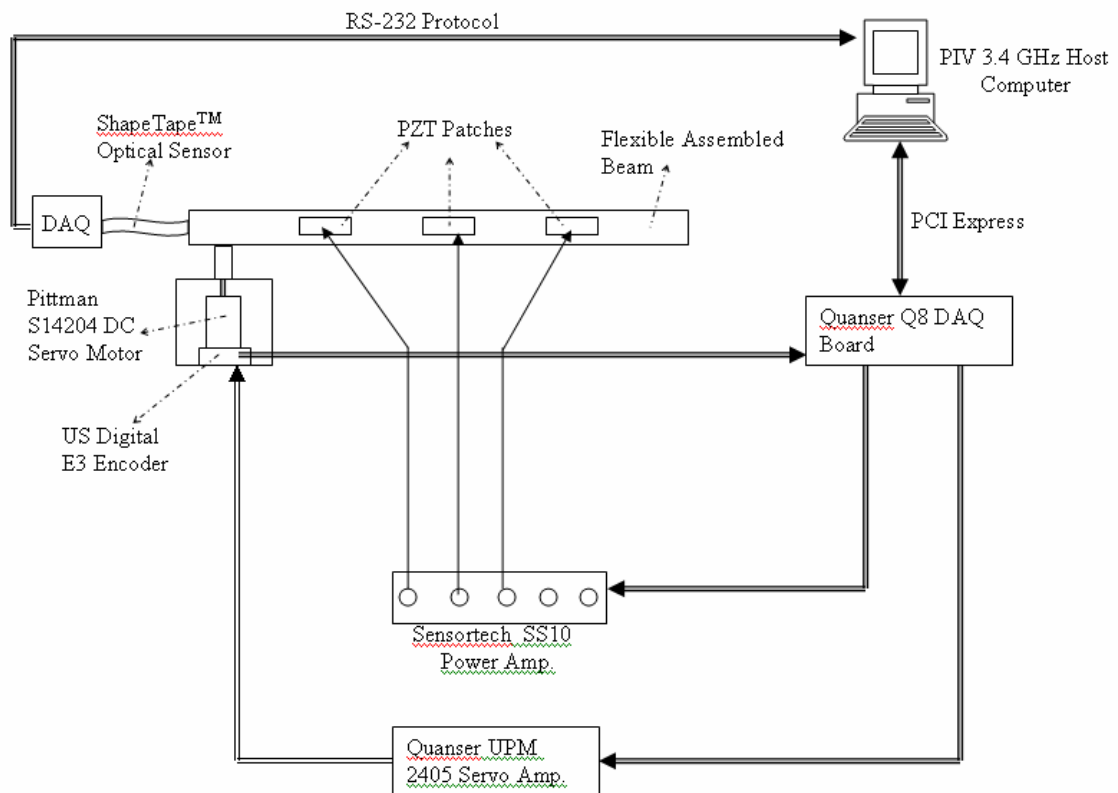 RS-232 Protocol
PIV 3.4 GHz Host
Computer
ShapeTape™
Optical Sensor
PZT Patches
Flexible Assembled
Beam
DAQ
PCI Express
Pittman
S14204 DC
Servo Motor
Quanser Q8 DAQ
Board
US Digital
E3 Encoder
Sensortech SS10
Power Amp.
Quanser UPM
2405 Servo Amp.